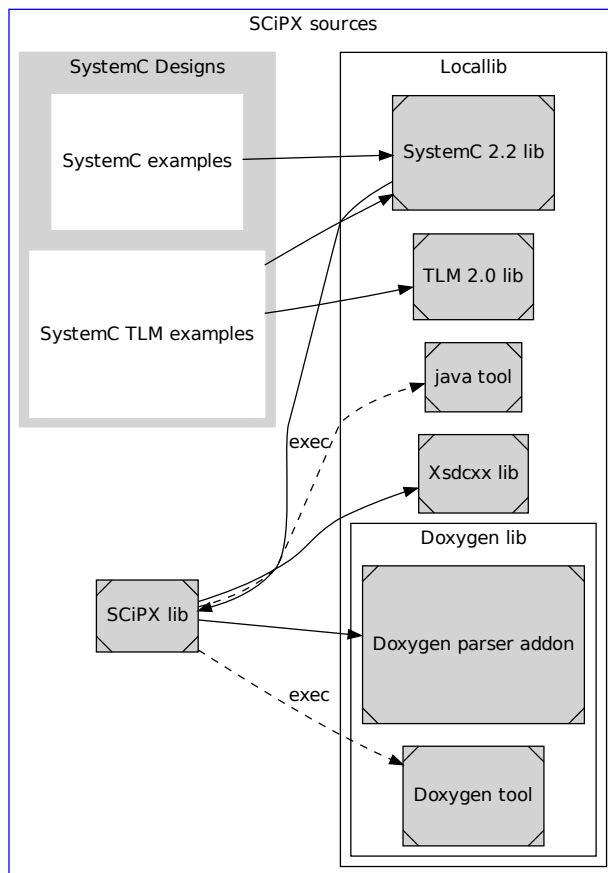 SCiPX sources
SystemC Designs
SystemC examples
SystemC TLM examples
Locallib
SystemC 2.2 lib
TLM 2.0 lib
java tool
exec
Xsdcxx lib
Doxygen lib
SCiPX lib
Doxygen parser addon
exec
Doxygen tool